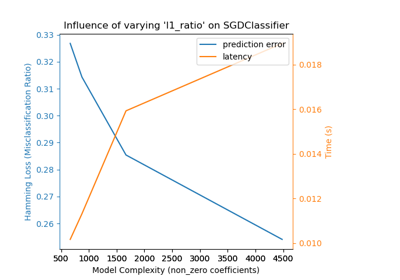 Influence of varying 'l1_ratio' on SGDClassifier
prediction error
latency
0.33
0.32
0.31
0.30
0.29
0.28
0.27
0.26
Hamming Loss (Misclassification Ratio)
0.018
0.016
0.014
0.012
0.010
Time (s)
500 1000 1500 2000 2500 3000 3500 4000 4500
Model Complexity (non_zero coefficients)